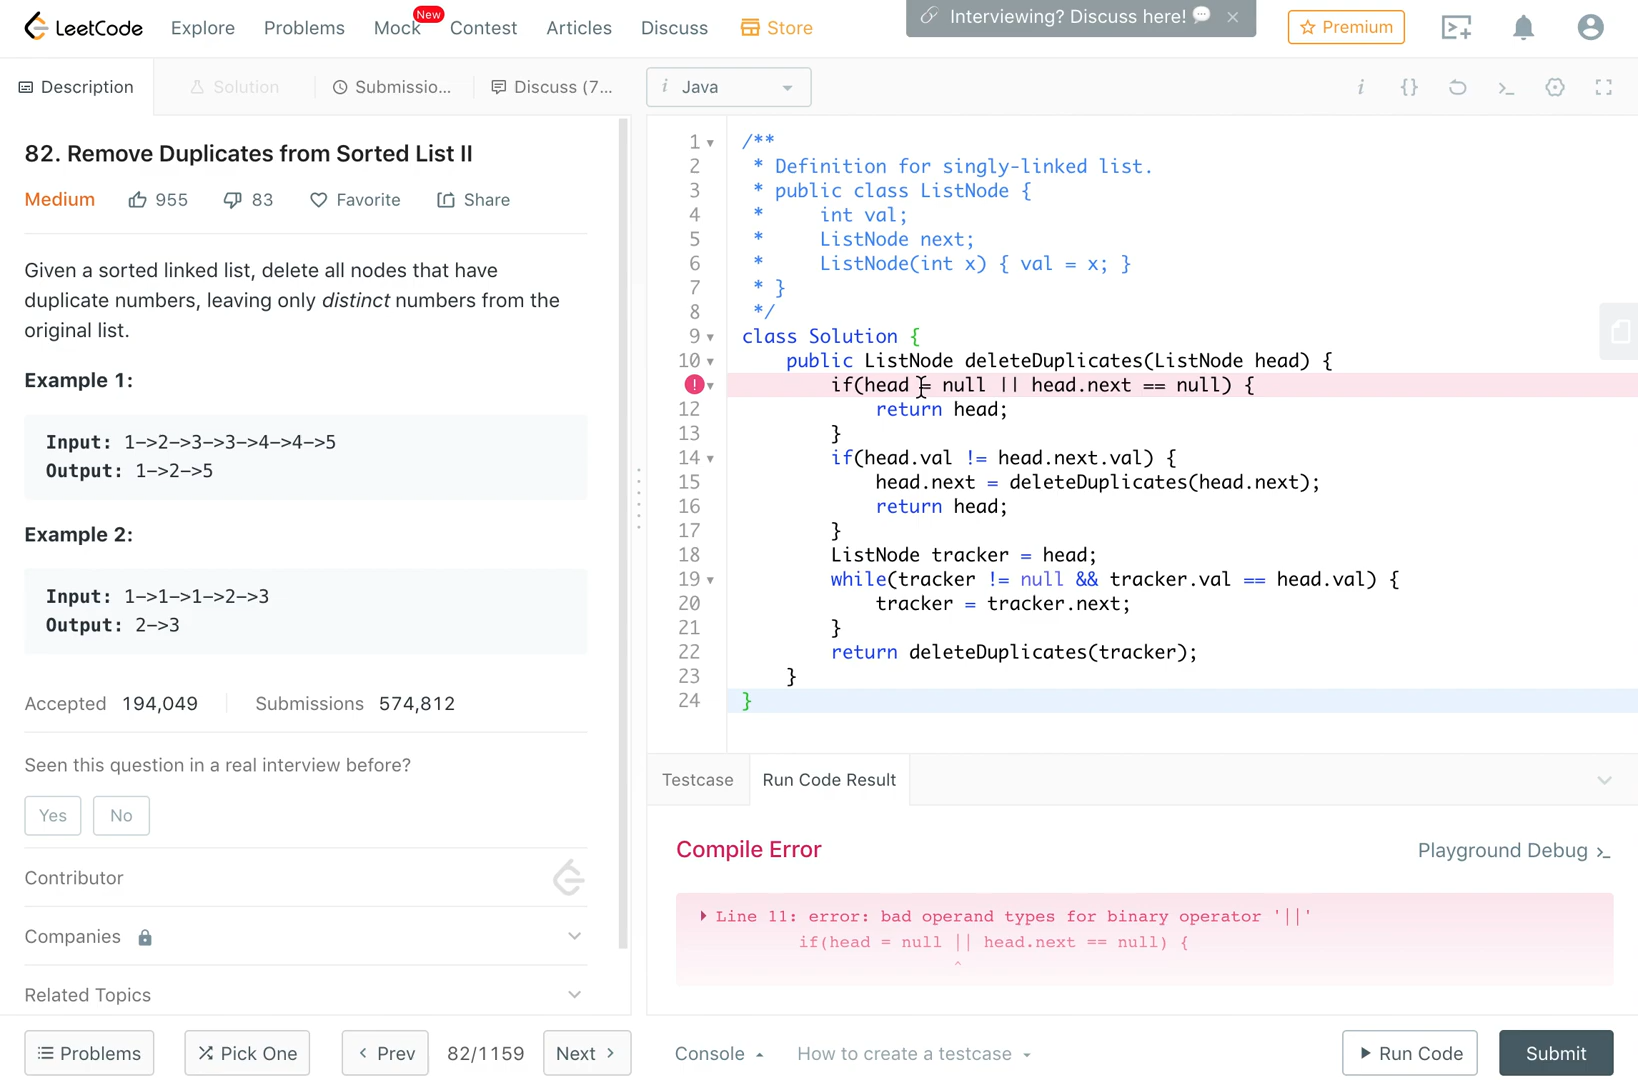 LeetCode Explore Problems Mock New Contest Articles Discuss Store Interviewing? Discuss here! Premium
Description Solution Submissio... Discuss (7... i Java
82. Remove Duplicates from Sorted List II
Medium 955 83 Favorite Share
Given a sorted linked list, delete all nodes that have
duplicate numbers, leaving only distinct numbers from the
original list.
Example 1:
Input: 1->2->3->3->4->4->5
Output: 1->2->5
Example 2:
Input: 1->1->1->2->3
Output: 2->3
Accepted 194,049 Submissions 574,812
Seen this question in a real interview before?
Yes No
Contributor
Companies
Related Topics
1 /**
2 * Definition for singly-linked list.
3 * public class ListNode {
4 *     int val;
5 *     ListNode next;
6 *     ListNode(int x) { val = x; }
7 * }
8 */
9 class Solution {
10     public ListNode deleteDuplicates(ListNode head) {
        if(head = null || head.next == null) {
12             return head;
13         }
14         if(head.val != head.next.val) {
15             head.next = deleteDuplicates(head.next);
16             return head;
17         }
18         ListNode tracker = head;
19         while(tracker != null && tracker.val == head.val) {
20             tracker = tracker.next;
21         }
22         return deleteDuplicates(tracker);
23     }
24 }
Testcase Run Code Result
Compile Error Playground Debug
Line 11: error: bad operand types for binary operator '||'
if(head = null || head.next == null) {
^
Problems Pick One Prev 82/1159 Next Console How to create a testcase Run Code Submit